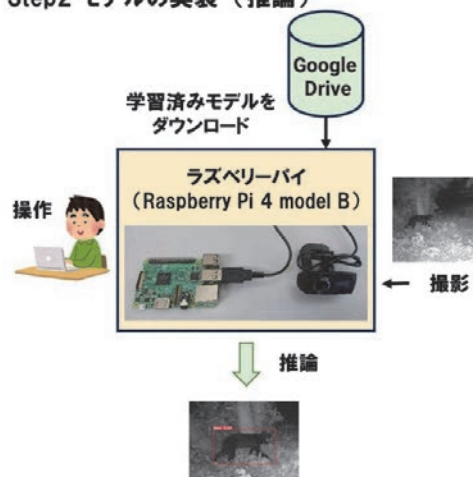 Step2 モデルの実装（推論）
Google
Drive
学習済みモデルを
ダウンロード
ラズベリーパイ
（Raspberry Pi 4 model B）
操作
撮影
推論